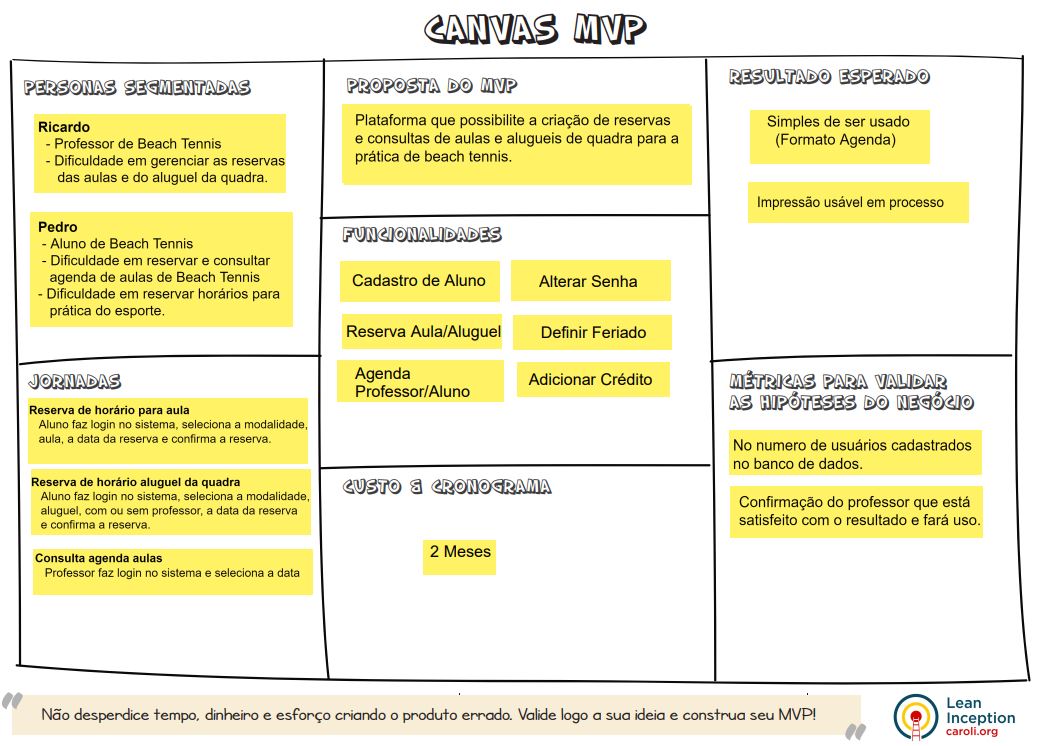 CANVAS MVP
PERSONAS SEGMENTADAS
Ricardo
- Professor de Beach Tennis
- Dificuldade em gerenciar as reservas
das aulas e do aluguel da quadra.
Pedro
- Aluno de Beach Tennis
- Dificuldade em reservar e consultar
agenda de aulas de Beach Tennis
- Dificuldade em reservar horários para
prática do esporte.
JORNADAS
Reserva de horário para aula
Aluno faz login no sistema, seleciona a modalidade,
aula, a data da reserva e confirma a reserva.
Reserva de horário aluguel da quadra
Aluno faz login no sistema, seleciona a modalidade,
aluguel, com ou sem professor, a data da reserva
e confirma a reserva.
Consulta agenda aulas
Professor faz login no sistema e seleciona a data
PROPOSTA DO MVP
Plataforma que possibilite a criação de reservas
e consultas de aulas e alugueis de quadra para a
prática de beach tennis.
FUNCIONALIDADES
Cadastro de Aluno
Alterar Senha
Reserva Aula/Aluguel
Definir Feriado
Agenda
Professor/Aluno
Adicionar Crédito
CUSTO & CRONOGRAMA
2 Meses
RESULTADO ESPERADO
Simples de ser usado
(Formato Agenda)
Impressão usável em processo
MÉTRICAS PARA VALIDAR
AS HIPÓTESES DO NEGÓCIO
No numero de usuários cadastrados
no banco de dados.
Confirmação do professor que está
satisfeito com o resultado e fará uso.
"Não desperdice tempo, dinheiro e esforço criando o produto errado. Valide logo a sua ideia e construa seu MVP!"
Lean
Inception
caroli.org